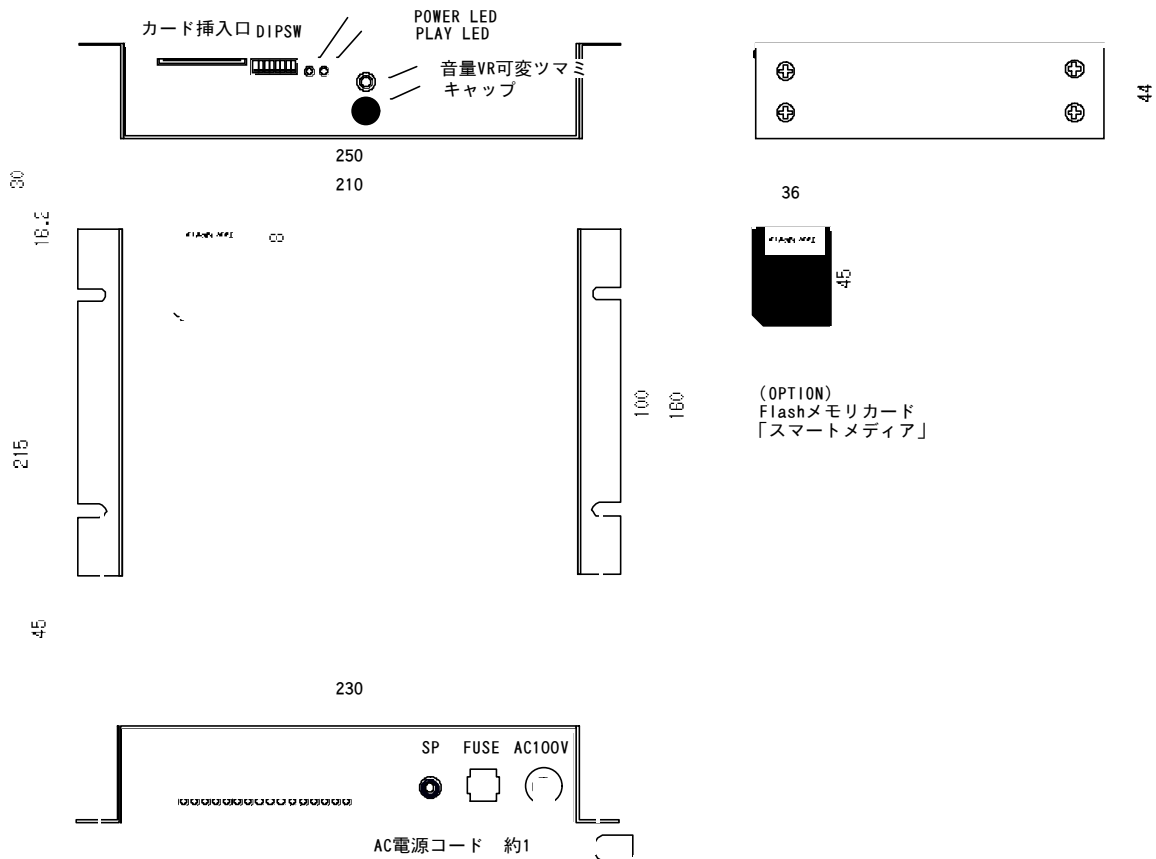 POWER LED
PLAY LED
カード挿入口 DIPSW
音量VR可変ツマミ
キャップ
44
250
210
30
16.2
36
45
(OPTION)
Flashメモリカード
「スマートメディア」
100
160
215
45
230
SP FUSE AC100V
AC電源コード 約1